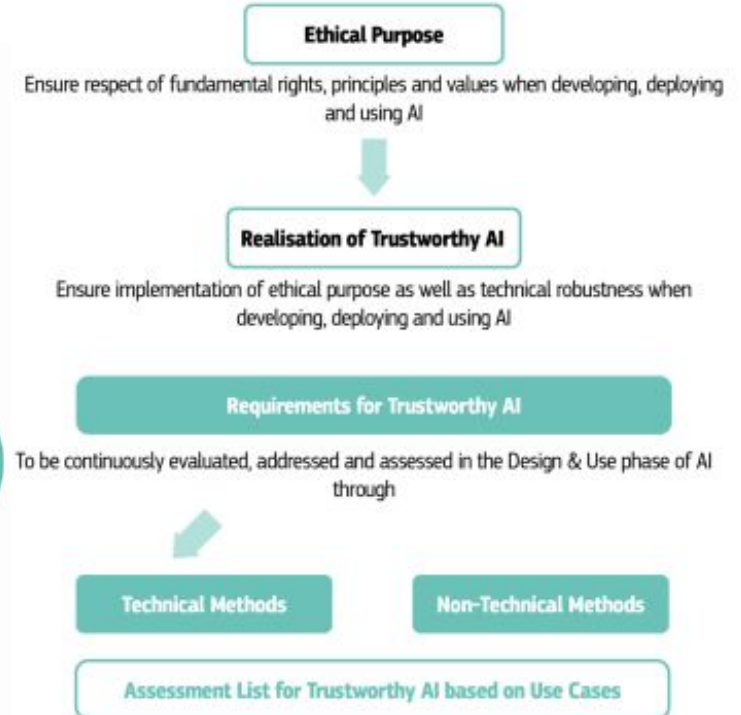 Ethical Purpose
Ensure respect of fundamental rights, principles and values when developing, deploying
and using AI
Realisation of Trustworthy AI
Ensure implementation of ethical purpose as well as technical robustness when
developing, deploying and using AI
Requirements for Trustworthy AI
To be continuously evaluated, addressed and assessed in the Design & Use phase of AI
through
Technical Methods
Non-Technical Methods
Assessment List for Trustworthy AI based on Use Cases